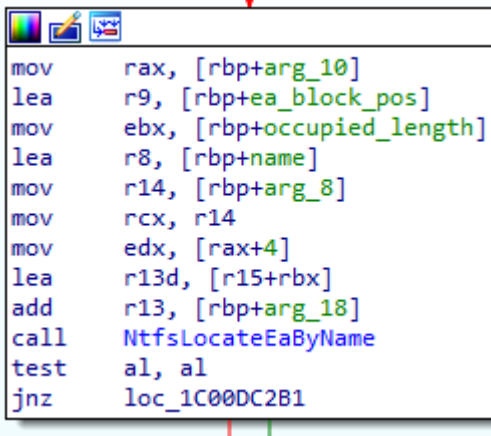 mov rax, [rbp+arg_10]
lea r9, [rbp+ea_block_pos]
mov ebx, [rbp+occupied_length]
lea r8, [rbp+name]
mov r14, [rbp+arg_8]
mov rcx, r14
mov edx, [rax+4]
lea r13d, [r15+rbx]
add r13, [rbp+arg_18]
call NtfsLocateEaByName
test al, al
jnz loc_1C00DC2B1